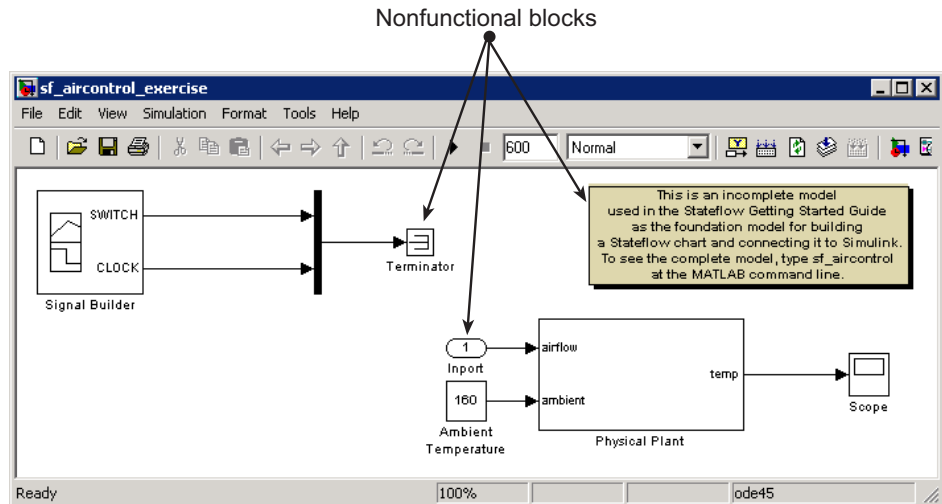 Nonfunctional blocks
sf_aircontrol_exercise
File Edit View Simulation Format Tools Help
600 Normal
SWITCH
CLOCK
Signal Builder
Terminator
This is an incomplete model
used in the Stateflow Getting Started Guide
as the foundation model for building
a Stateflow chart and connecting it to Simulink.
To see the complete model, type sf_aircontrol
at the MATLAB command line.
1
Inport
160
Ambient
Temperature
airflow
ambient
temp
Physical Plant
Scope
Ready 100% ode45